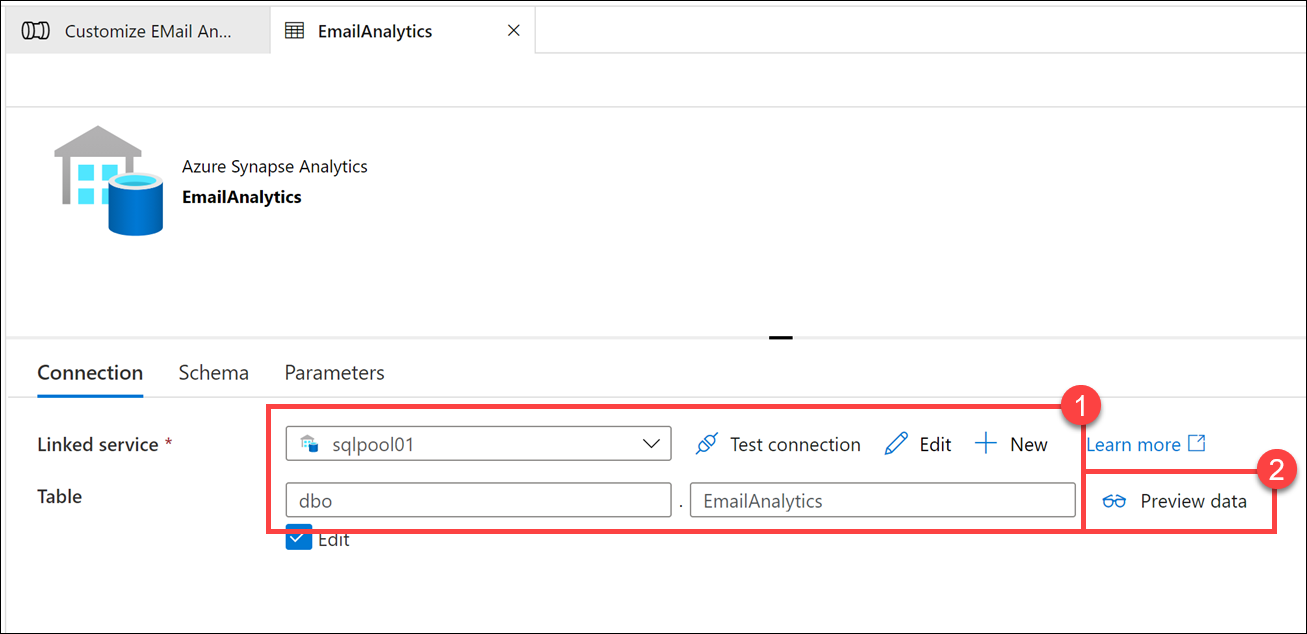 Customize EMail An...
EmailAnalytics
Azure Synapse Analytics
EmailAnalytics
Connection
Schema
Parameters
1
Linked service *
sqlpool01
Test connection
Edit
New
Learn more
2
Table
dbo
.
EmailAnalytics
Preview data
Edit